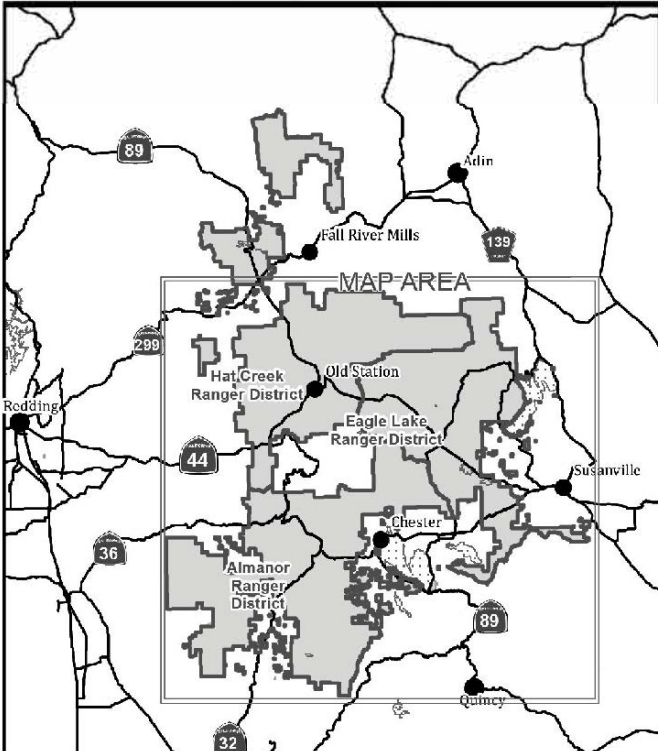 89
Adin
Fall River Mills
139
MAP AREA
299
Hat Creek
Ranger District
Old Station
Redding
Eagle Lake
Ranger District
44
Susanville
Chester
36
Almanor
Ranger
District
89
Quincy
32